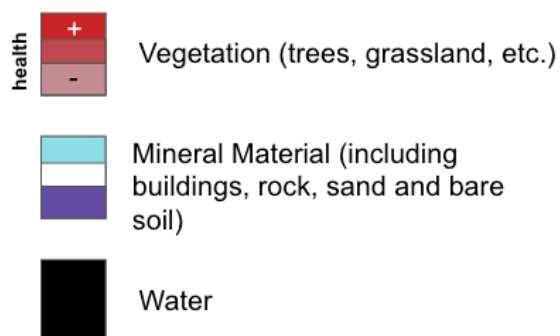 health
+
-
Vegetation (trees, grassland, etc.)
Mineral Material (including
buildings, rock, sand and bare
soil)
Water